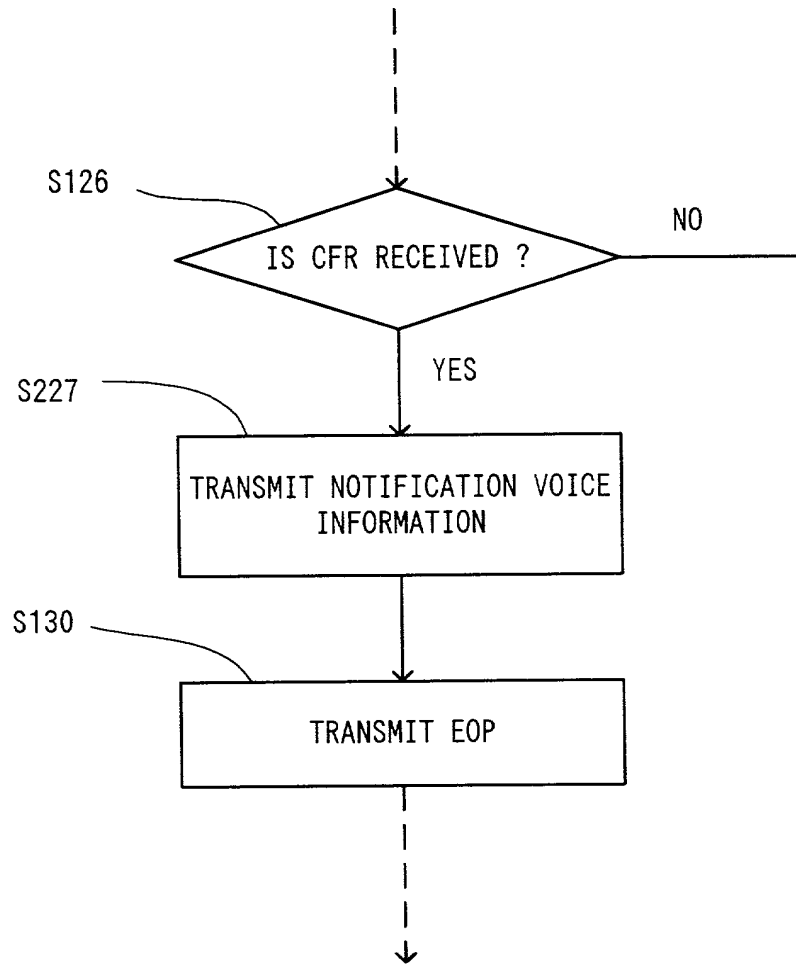 S126
IS CFR RECEIVED ?
NO
YES
S227
TRANSMIT NOTIFICATION VOICE
INFORMATION
S130
TRANSMIT EOP